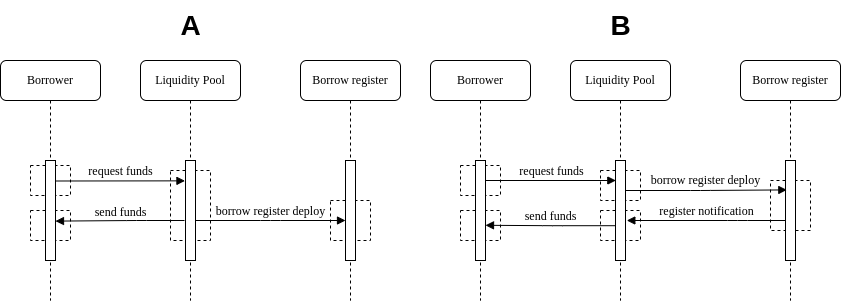 A
B
Borrower
Liquidity Pool
Borrow register
Borrower
Liquidity Pool
Borrow register
request funds
send funds
borrow register deploy
request funds
borrow register deploy
register notification
send funds